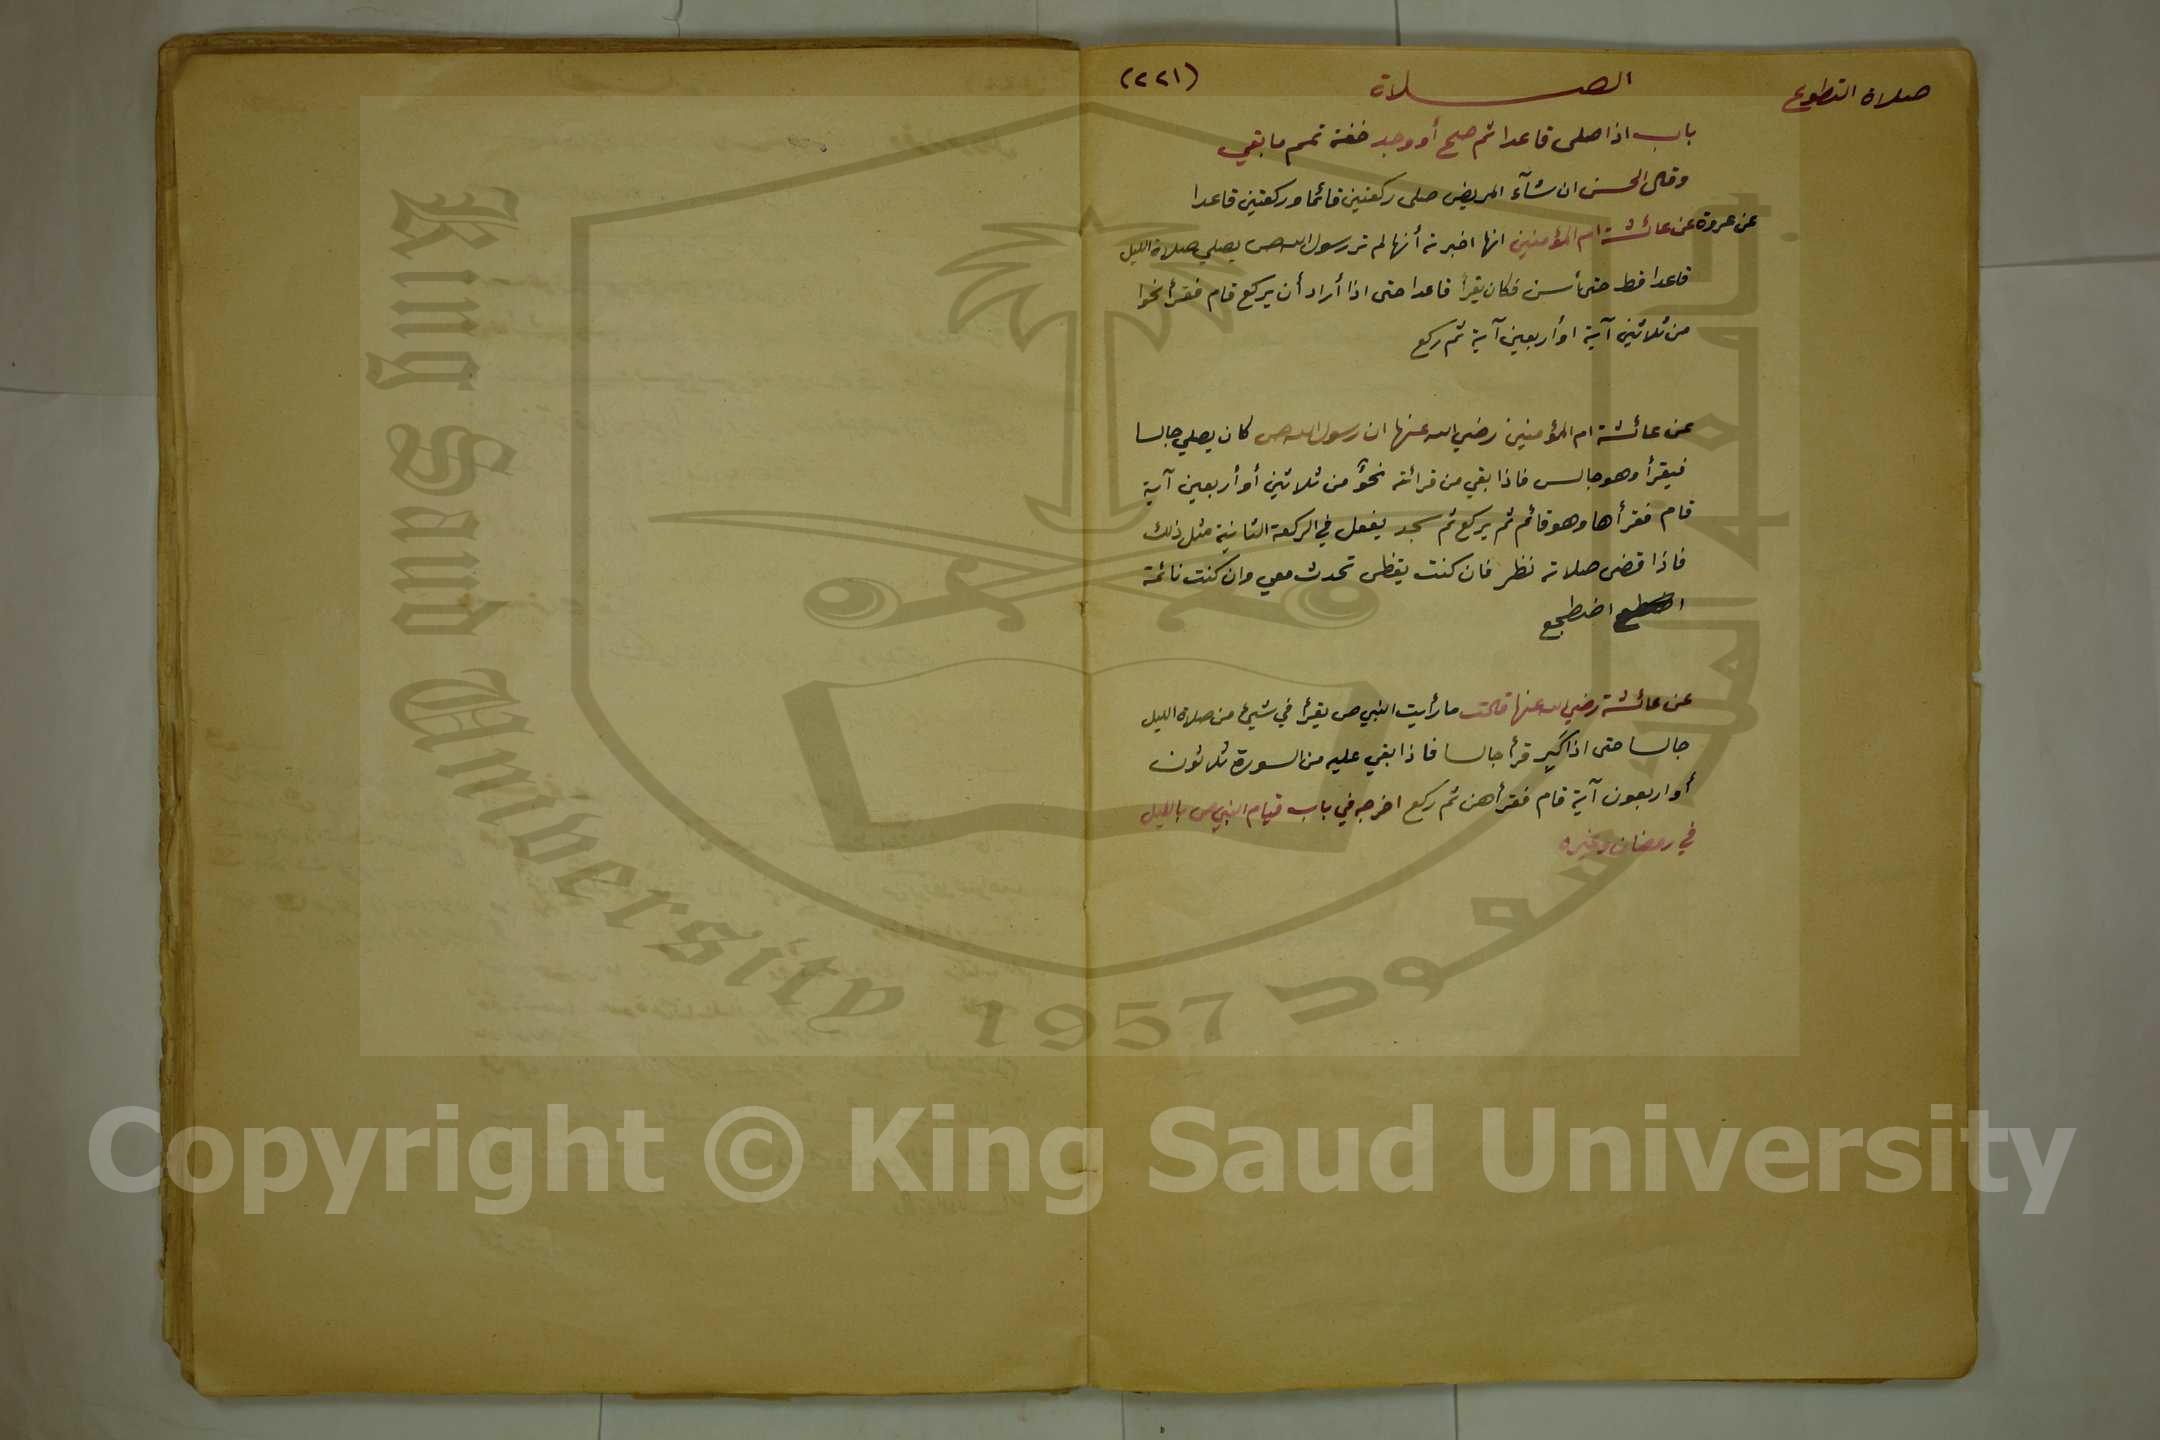 صلاة التطوع
الصلاة
(٢٢١)
باب اذا صلى قاعدا ثم صح أو وجد خفة تمم ما بقي
وقال الحسن ان شآء المريض صلى ركعتين قائما وركعتين قاعدا
عن عروة عن عائشة ام المؤمنين انها اخبرته أنها لم تر رسول الله ص يصلي صلاة الليل
قاعدا قط حتى أسن فكان يقرأ قاعدا حتى اذا أراد أن يركع قام فقرأ نحوا
من ثلاثين آية او أربعين آية ثم ركع
عن عائشة ام المؤمنين رضي الله عنها ان رسول الله ص كان يصلي جالسا
فيقرأ وهو جالس فاذا بقي من قرائته نحوٌ من ثلاثين أو أربعين آية
قام فقرأها وهو قائم ثم يركع ثم سجد يفعل في الركعة الثانية مثل ذلك
فاذا قضى صلاته نظر فان كنت يقظى تحدث معي وان كنت نائمة
اضطجع
عن عائشة رضي الله عنها قالت ما رأيت النبي ص يقرأ في شيئ من صلاة الليل
جالسا حتى اذا كبر قرأ جالسا فاذا بقي عليه من السورة ثلاثون
أو اربعون آية قام فقرأهن ثم ركع اخرجه في باب قيام النبي ص بالليل
في رمضان وغيره
King Saud University
1957
جامعة الملك سعود
Copyright © King Saud University